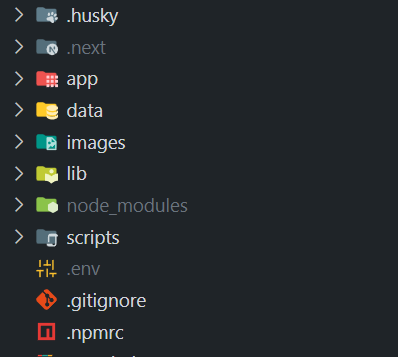 .husky
.next
app
data
images
lib
node_modules
scripts
.env
.gitignore
.npmrc